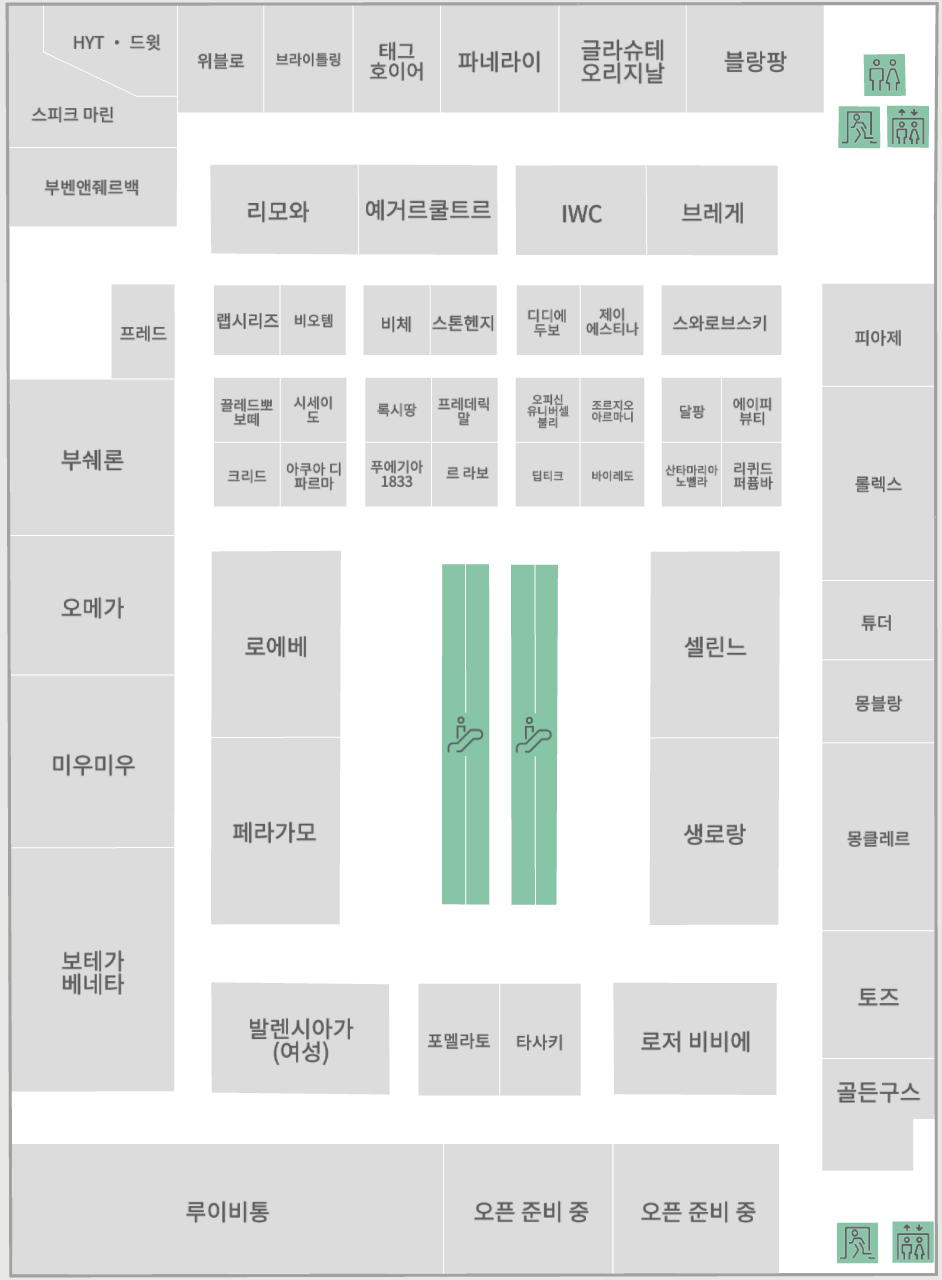 HYT · 드윗
위블로
브라이틀링
태그
호이어
파네라이
글라슈테
오리지날
블랑팡
스피크 마린
부벤앤줴르백
리모와
예거르쿨트르
IWC
브레게
프레드
랩시리즈
비오템
비체
스톤헨지
디디에
두보
제이
에스티나
스와로브스키
피아제
끌레드뽀
보떼
시세이
도
록시땅
프레데릭
말
오피신
유니버셀
불리
조르지오
아르마니
달팡
에이피
뷰티
부쉐론
크리드
아쿠아 디
파르마
푸에기아
1833
르 라보
딥티크
바이레도
산타마리아
노벨라
리퀴드
퍼퓸바
롤렉스
오메가
로에베
셀린느
튜더
몽블랑
미우미우
페라가모
생로랑
몽클레르
보테가
베네타
토즈
발렌시아가
(여성)
포멜라토
타사키
로저 비비에
골든구스
루이비통
오픈 준비 중
오픈 준비 중